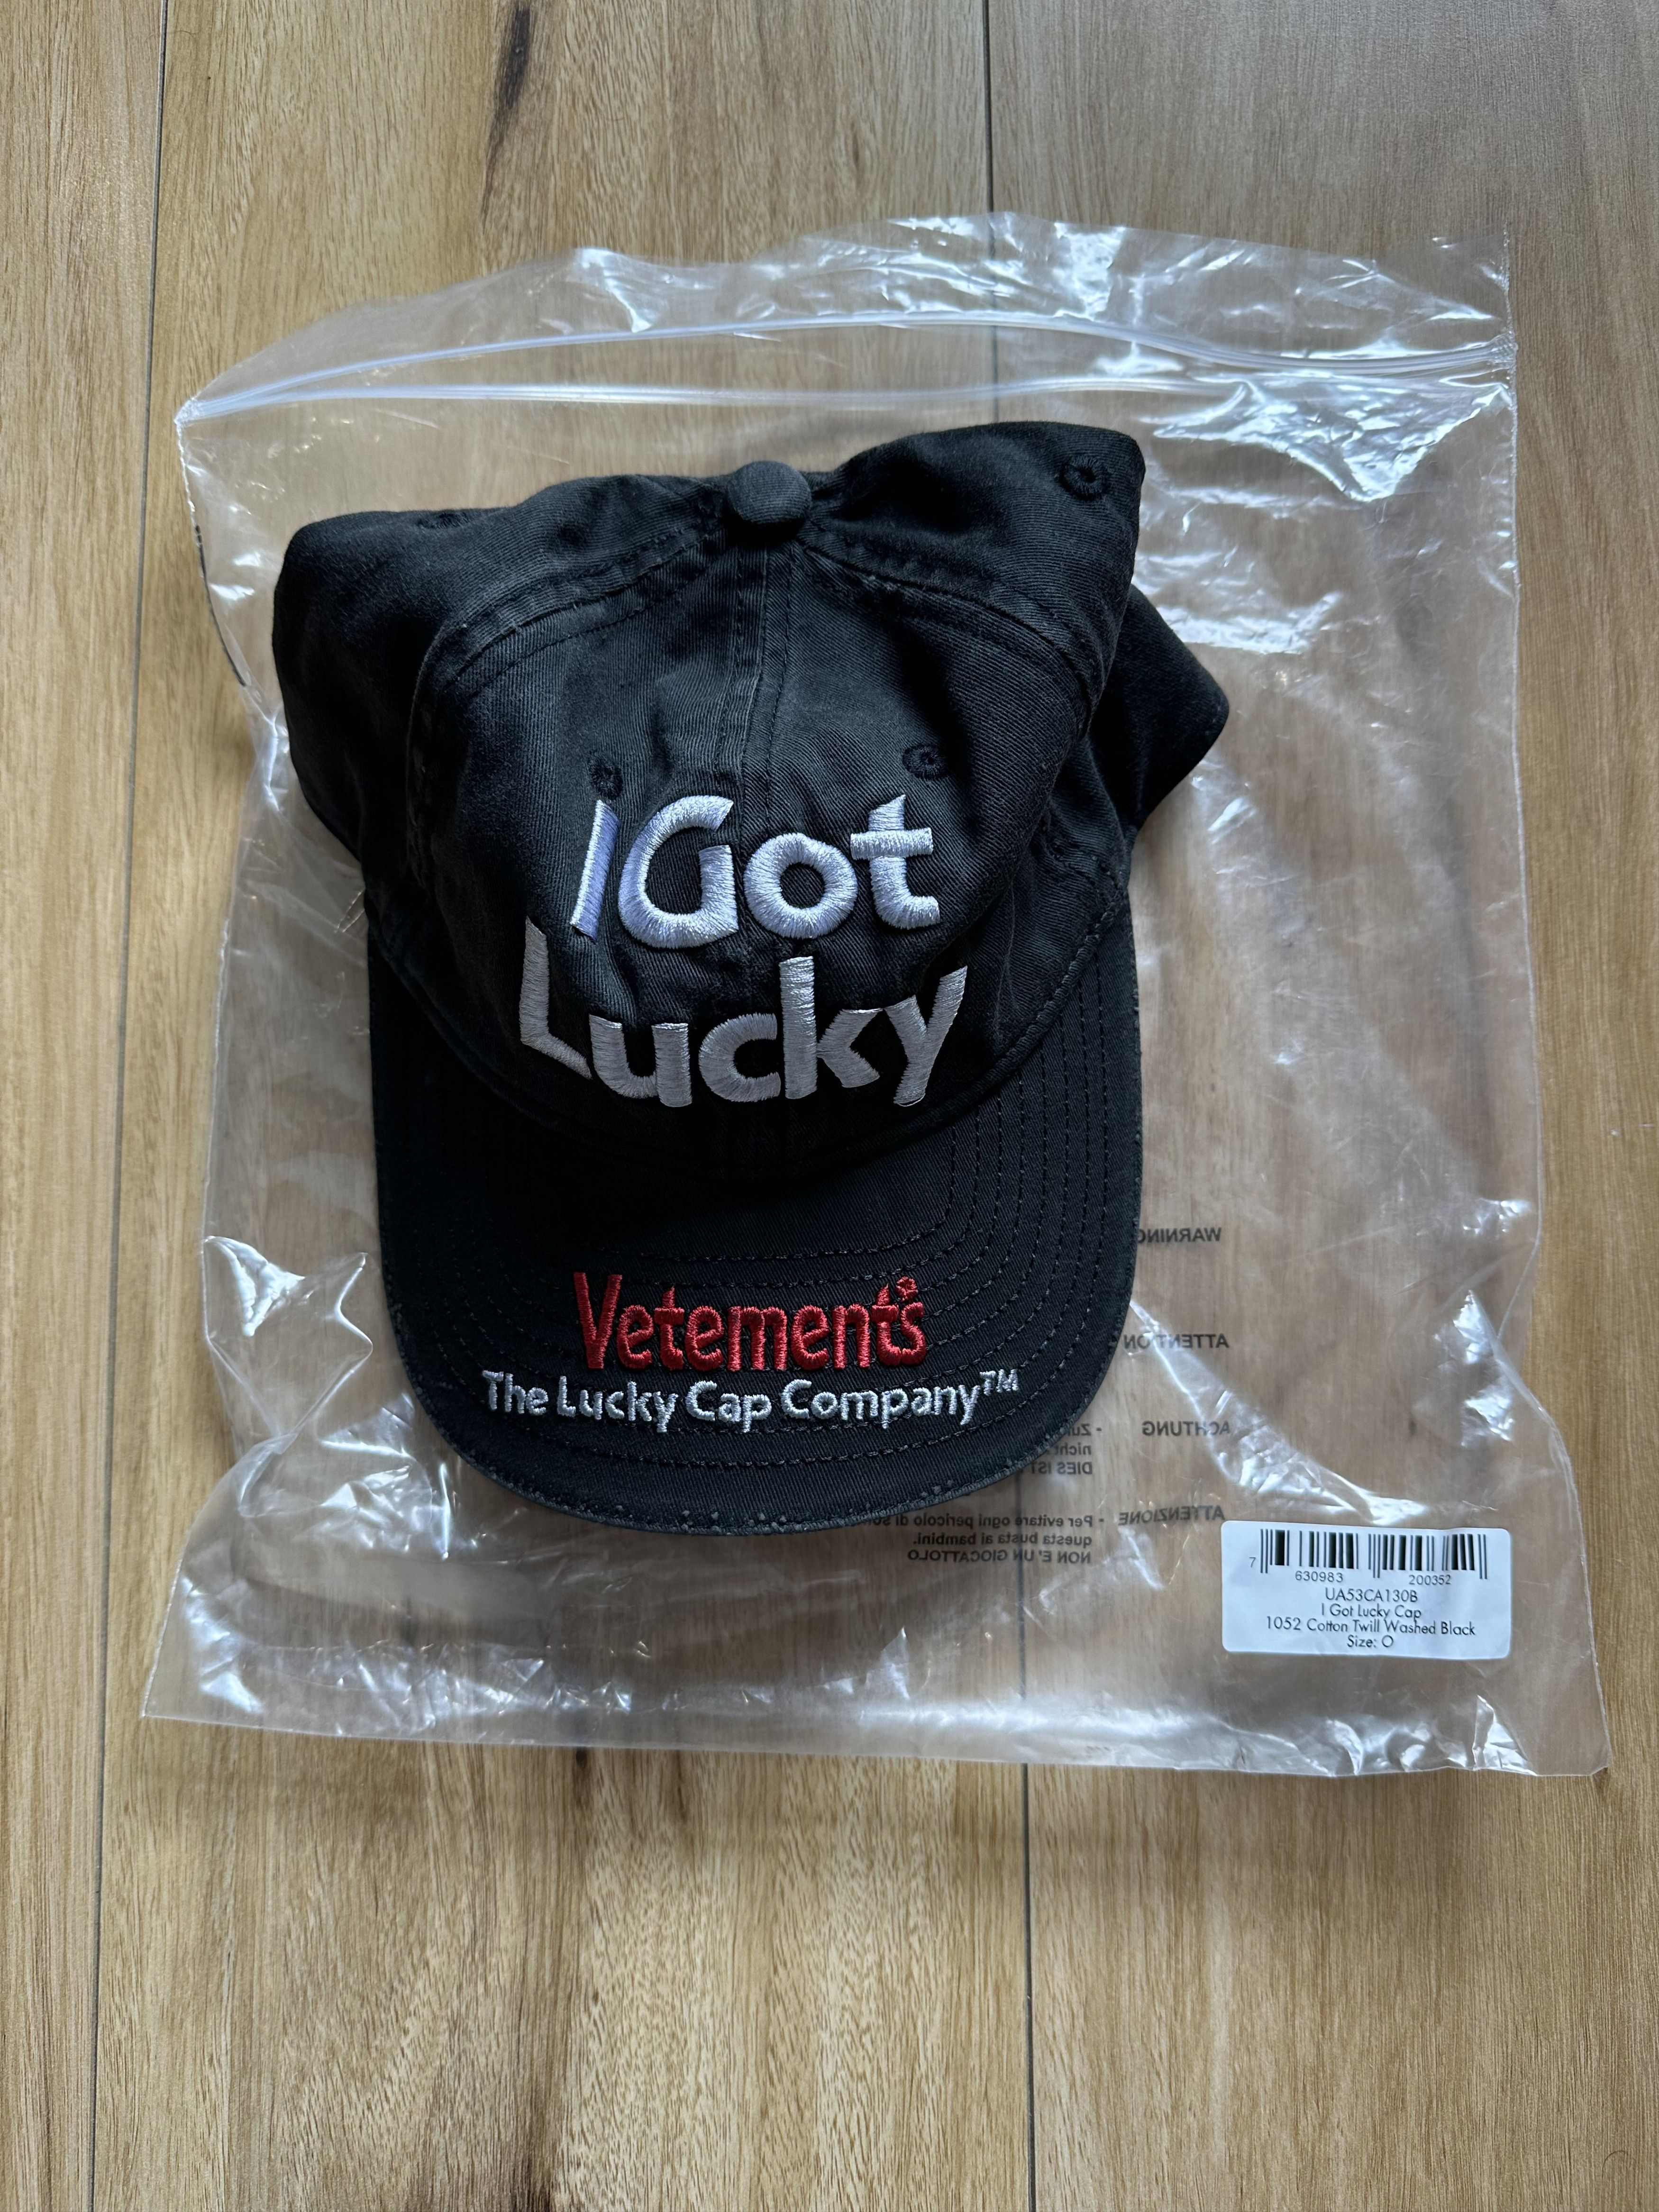 I Got
Lucky
Vetements
The Lucky Cap Company™
WARNING
ATTENTION
ACHTUNG
nicht
DIES IST
ATTENZIONE - Per evitare ogni pericolo di
questa busta ai bambini.
NON E' UN GIOCATTOLO
7 630983 200352
UA53CA130B
I Got Lucky Cap
1052 Cotton Twill Washed Black
Size: O